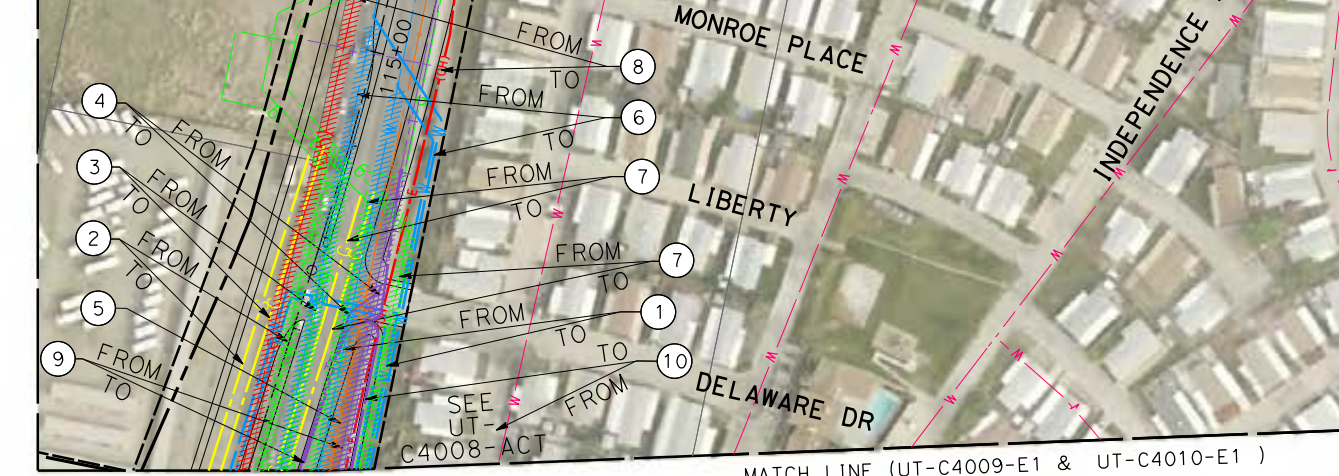 MONROE PLACE
INDEPENDENCE
115+00
FROM
TO
8
FROM
TO
6
4
FROM
TO
3
FROM
TO
FROM
TO
7
LIBERTY
2
FROM
TO
FROM
TO
7
5
FROM
TO
1
9
FROM
TO
TO
FROM
10
DELAWARE DR
SEE
UT-
C4008-ACT
MATCH LINE (UT-C4009-E1 & UT-C4010-E1 )
W
W
W
W
W
W
W
W
W
W
W